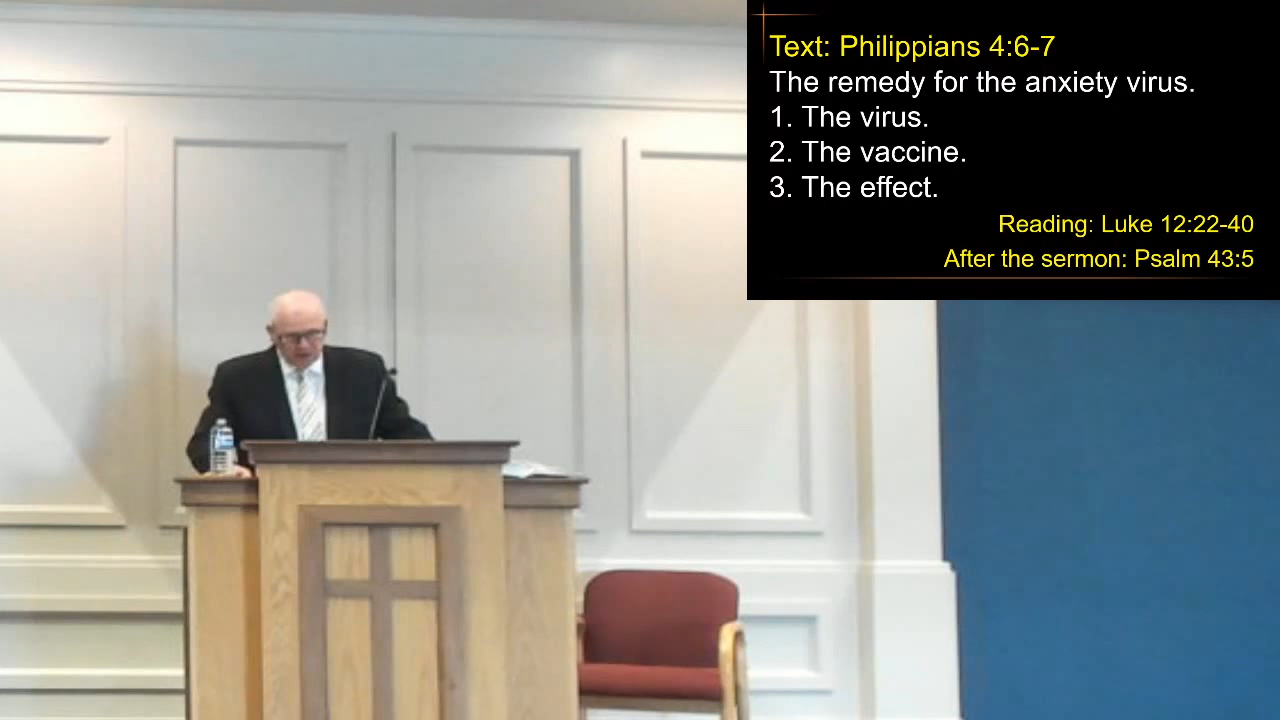 Text: Philippians 4:6-7
The remedy for the anxiety virus.
1. The virus.
2. The vaccine.
3. The effect.
Reading: Luke 12:22-40
After the sermon: Psalm 43:5